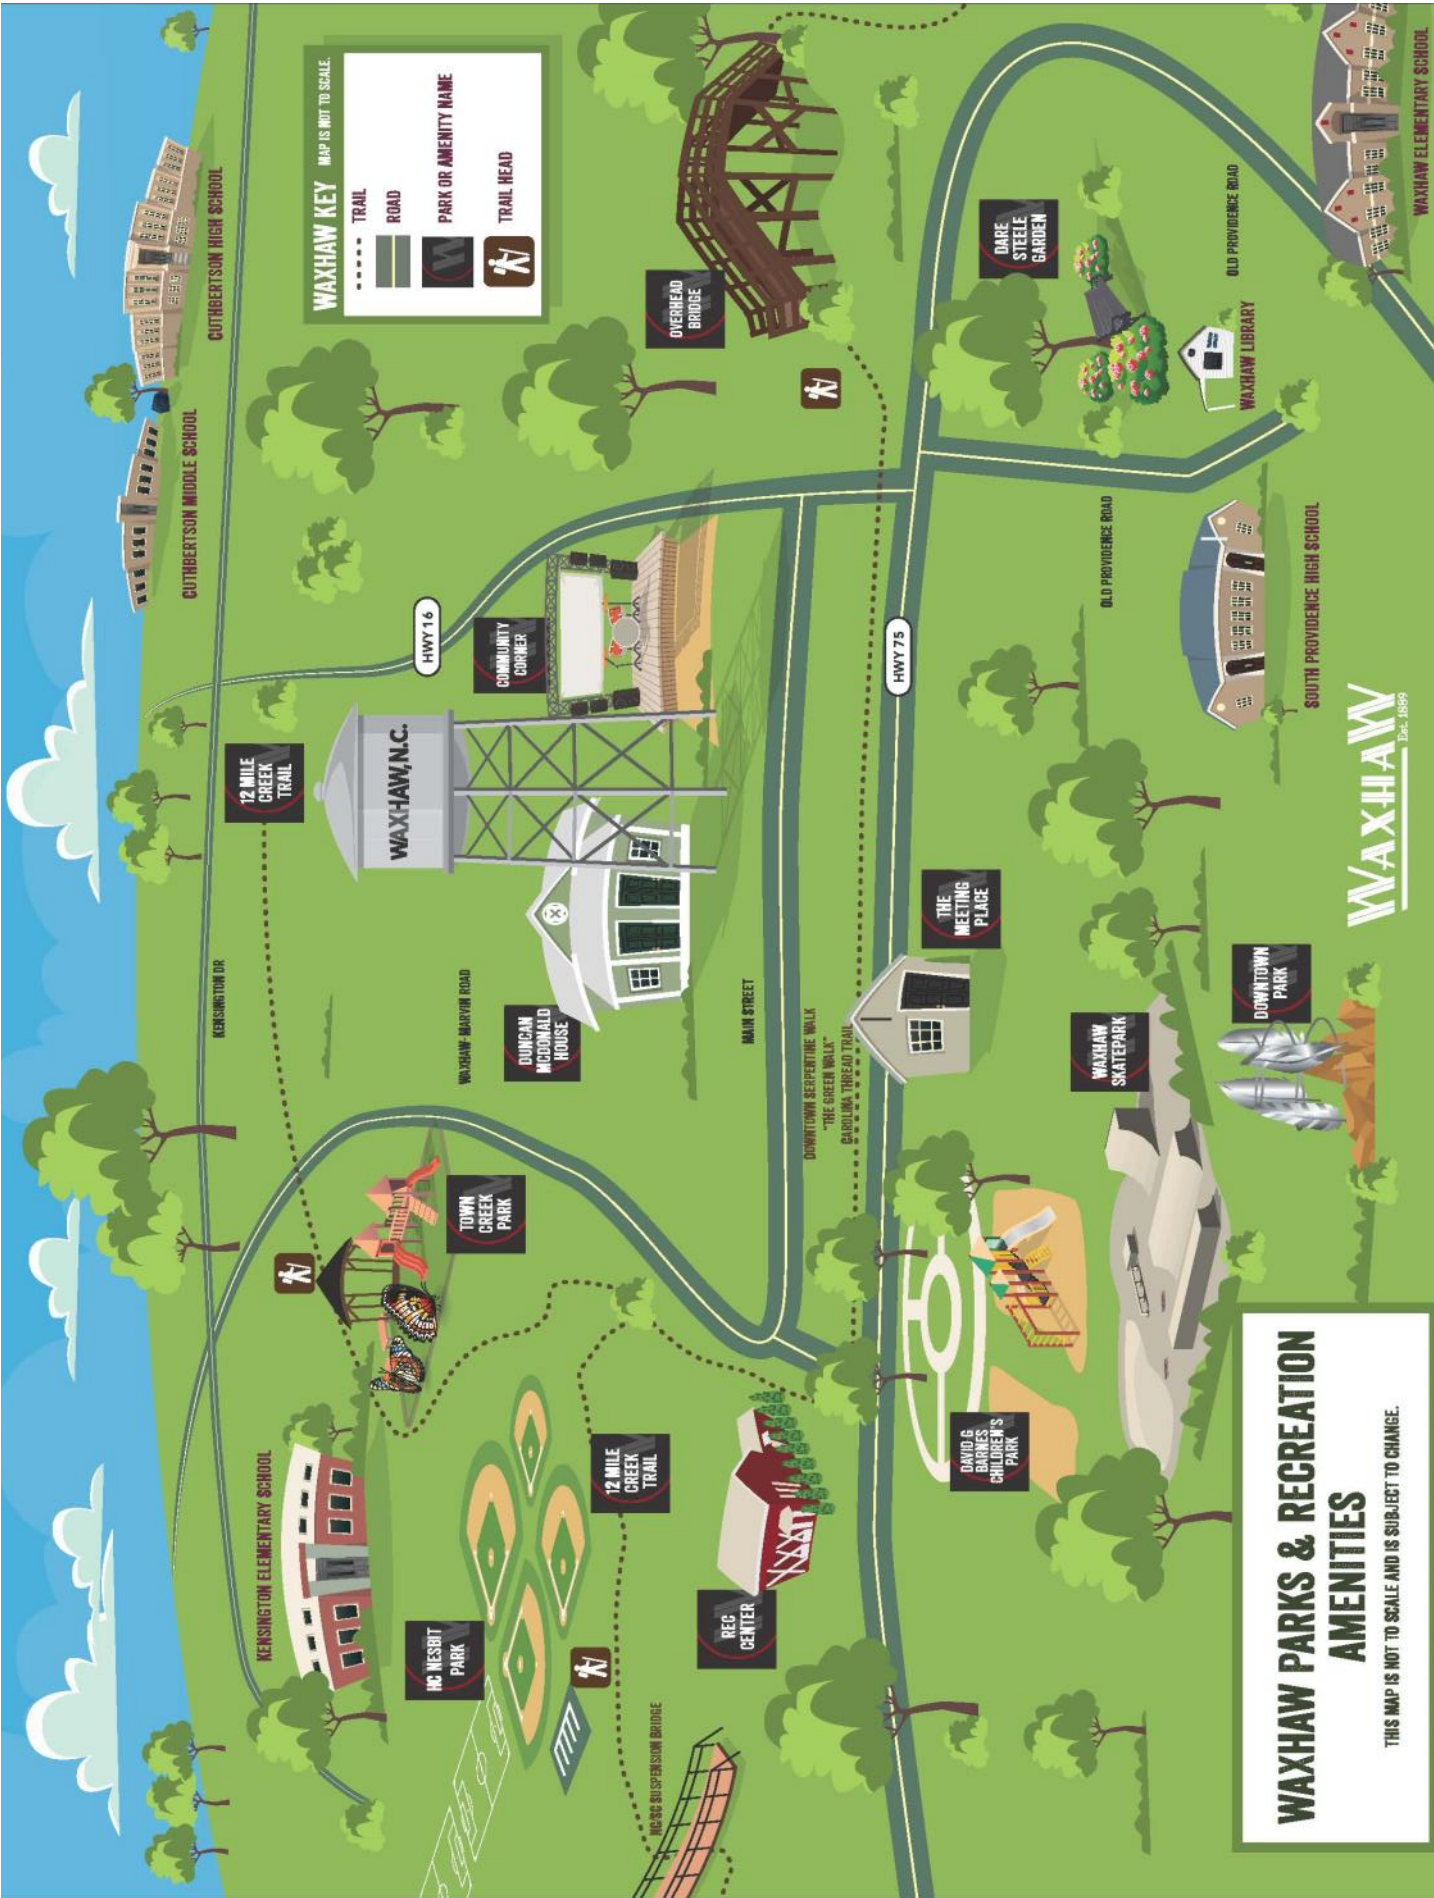 CUTHBERTSON MIDDLE SCHOOL
CUTHBERTSON HIGH SCHOOL
KENSINGTON ELEMENTARY SCHOOL
KENSINGTON DR
12 MILE
CREEK
TRAIL
HWY 16
WAXHAW KEY MAP IS NOT TO SCALE.
TRAIL
ROAD
PARK OR AMENITY NAME
TRAIL HEAD
HC NESBIT
PARK
TOWN
CREEK
PARK
WAXHAW-MARVIN ROAD
WAXHAW, N.C.
DUNCAN
MCDONALD
HOUSE
COMMUNITY
CORNER
12 MILE
CREEK
TRAIL
NC/SC SUSPENSION BRIDGE
REC
CENTER
MAIN STREET
OVERHEAD
BRIDGE
DOWNTOWN SERPENTINE WALK
"THE GREEN WALK"
CAROLINA THREAD TRAIL
HWY 75
THE
MEETING
PLACE
DAVID G
BARNES
CHILDREN'S
PARK
DARE
STEELE
GARDEN
WAXHAW
SKATEPARK
OLD PROVIDENCE ROAD
OLD PROVIDENCE ROAD
WAXHAW LIBRARY
DOWNTOWN
PARK
SOUTH PROVIDENCE HIGH SCHOOL
WAXHAW ELEMENTARY SCHOOL
WAXHAW
Est. 1889
WAXHAW PARKS & RECREATION
AMENITIES
THIS MAP IS NOT TO SCALE AND IS SUBJECT TO CHANGE.